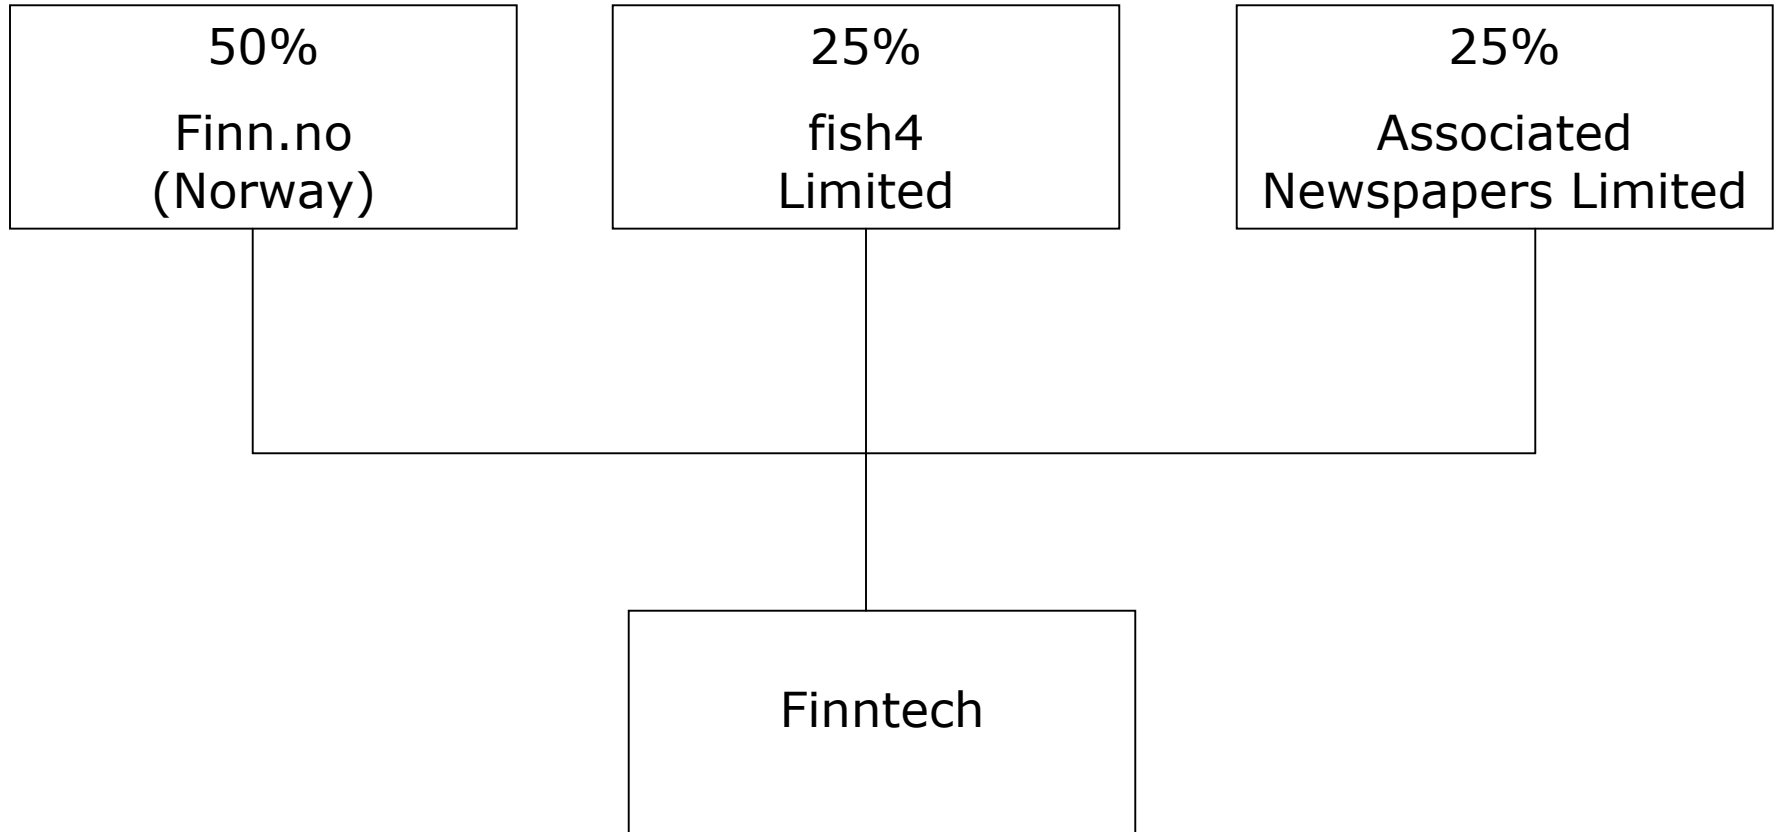 50%
Finn.no
(Norway)
25%
fish4
Limited
25%
Associated
Newspapers Limited
Finntech